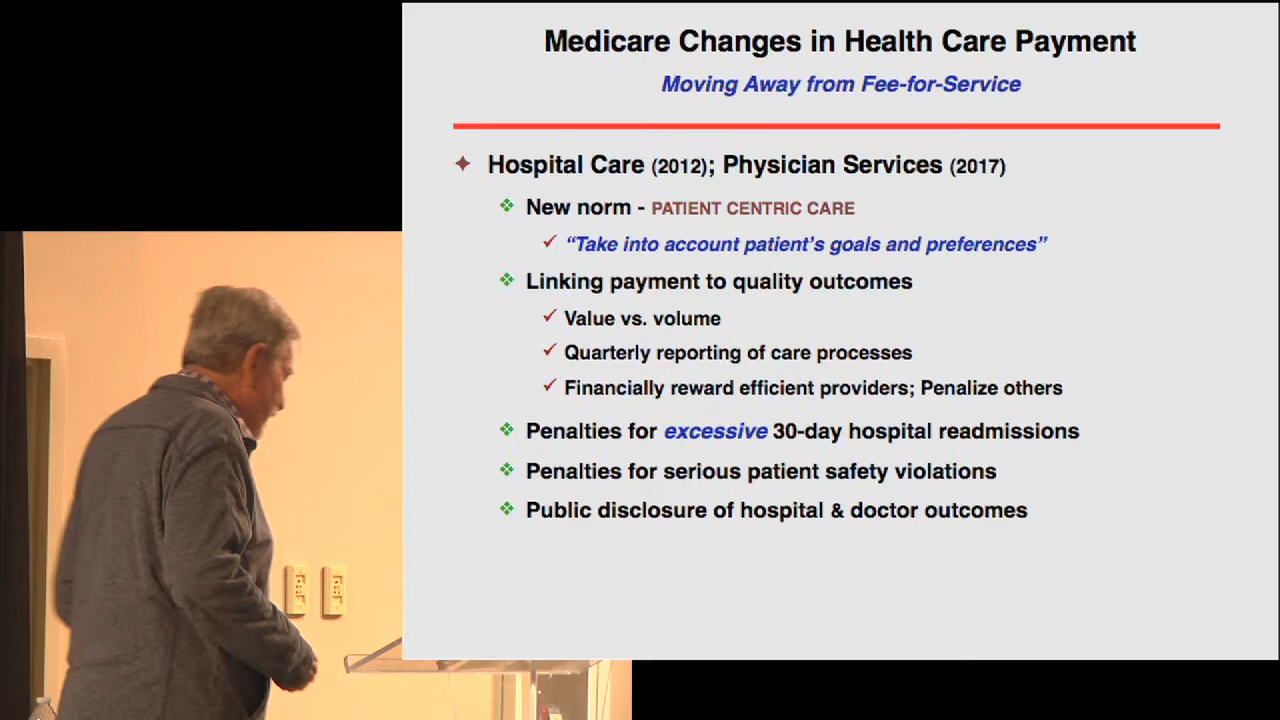 Medicare Changes in Health Care Payment
Moving Away from Fee-for-Service
Hospital Care (2012); Physician Services (2017)
New norm - PATIENT CENTRIC CARE
“Take into account patient’s goals and preferences”
Linking payment to quality outcomes
Value vs. volume
Quarterly reporting of care processes
Financially reward efficient providers; Penalize others
Penalties for excessive 30-day hospital readmissions
Penalties for serious patient safety violations
Public disclosure of hospital & doctor outcomes